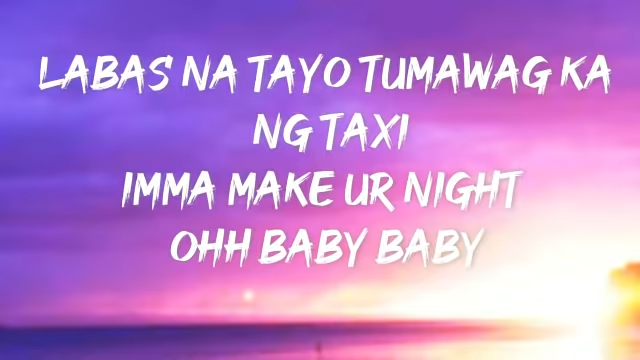 LABAS NA TAYO TUMAWAG KA
NG TAXI
IMMA MAKE UR NIGHT
OHH BABY BABY